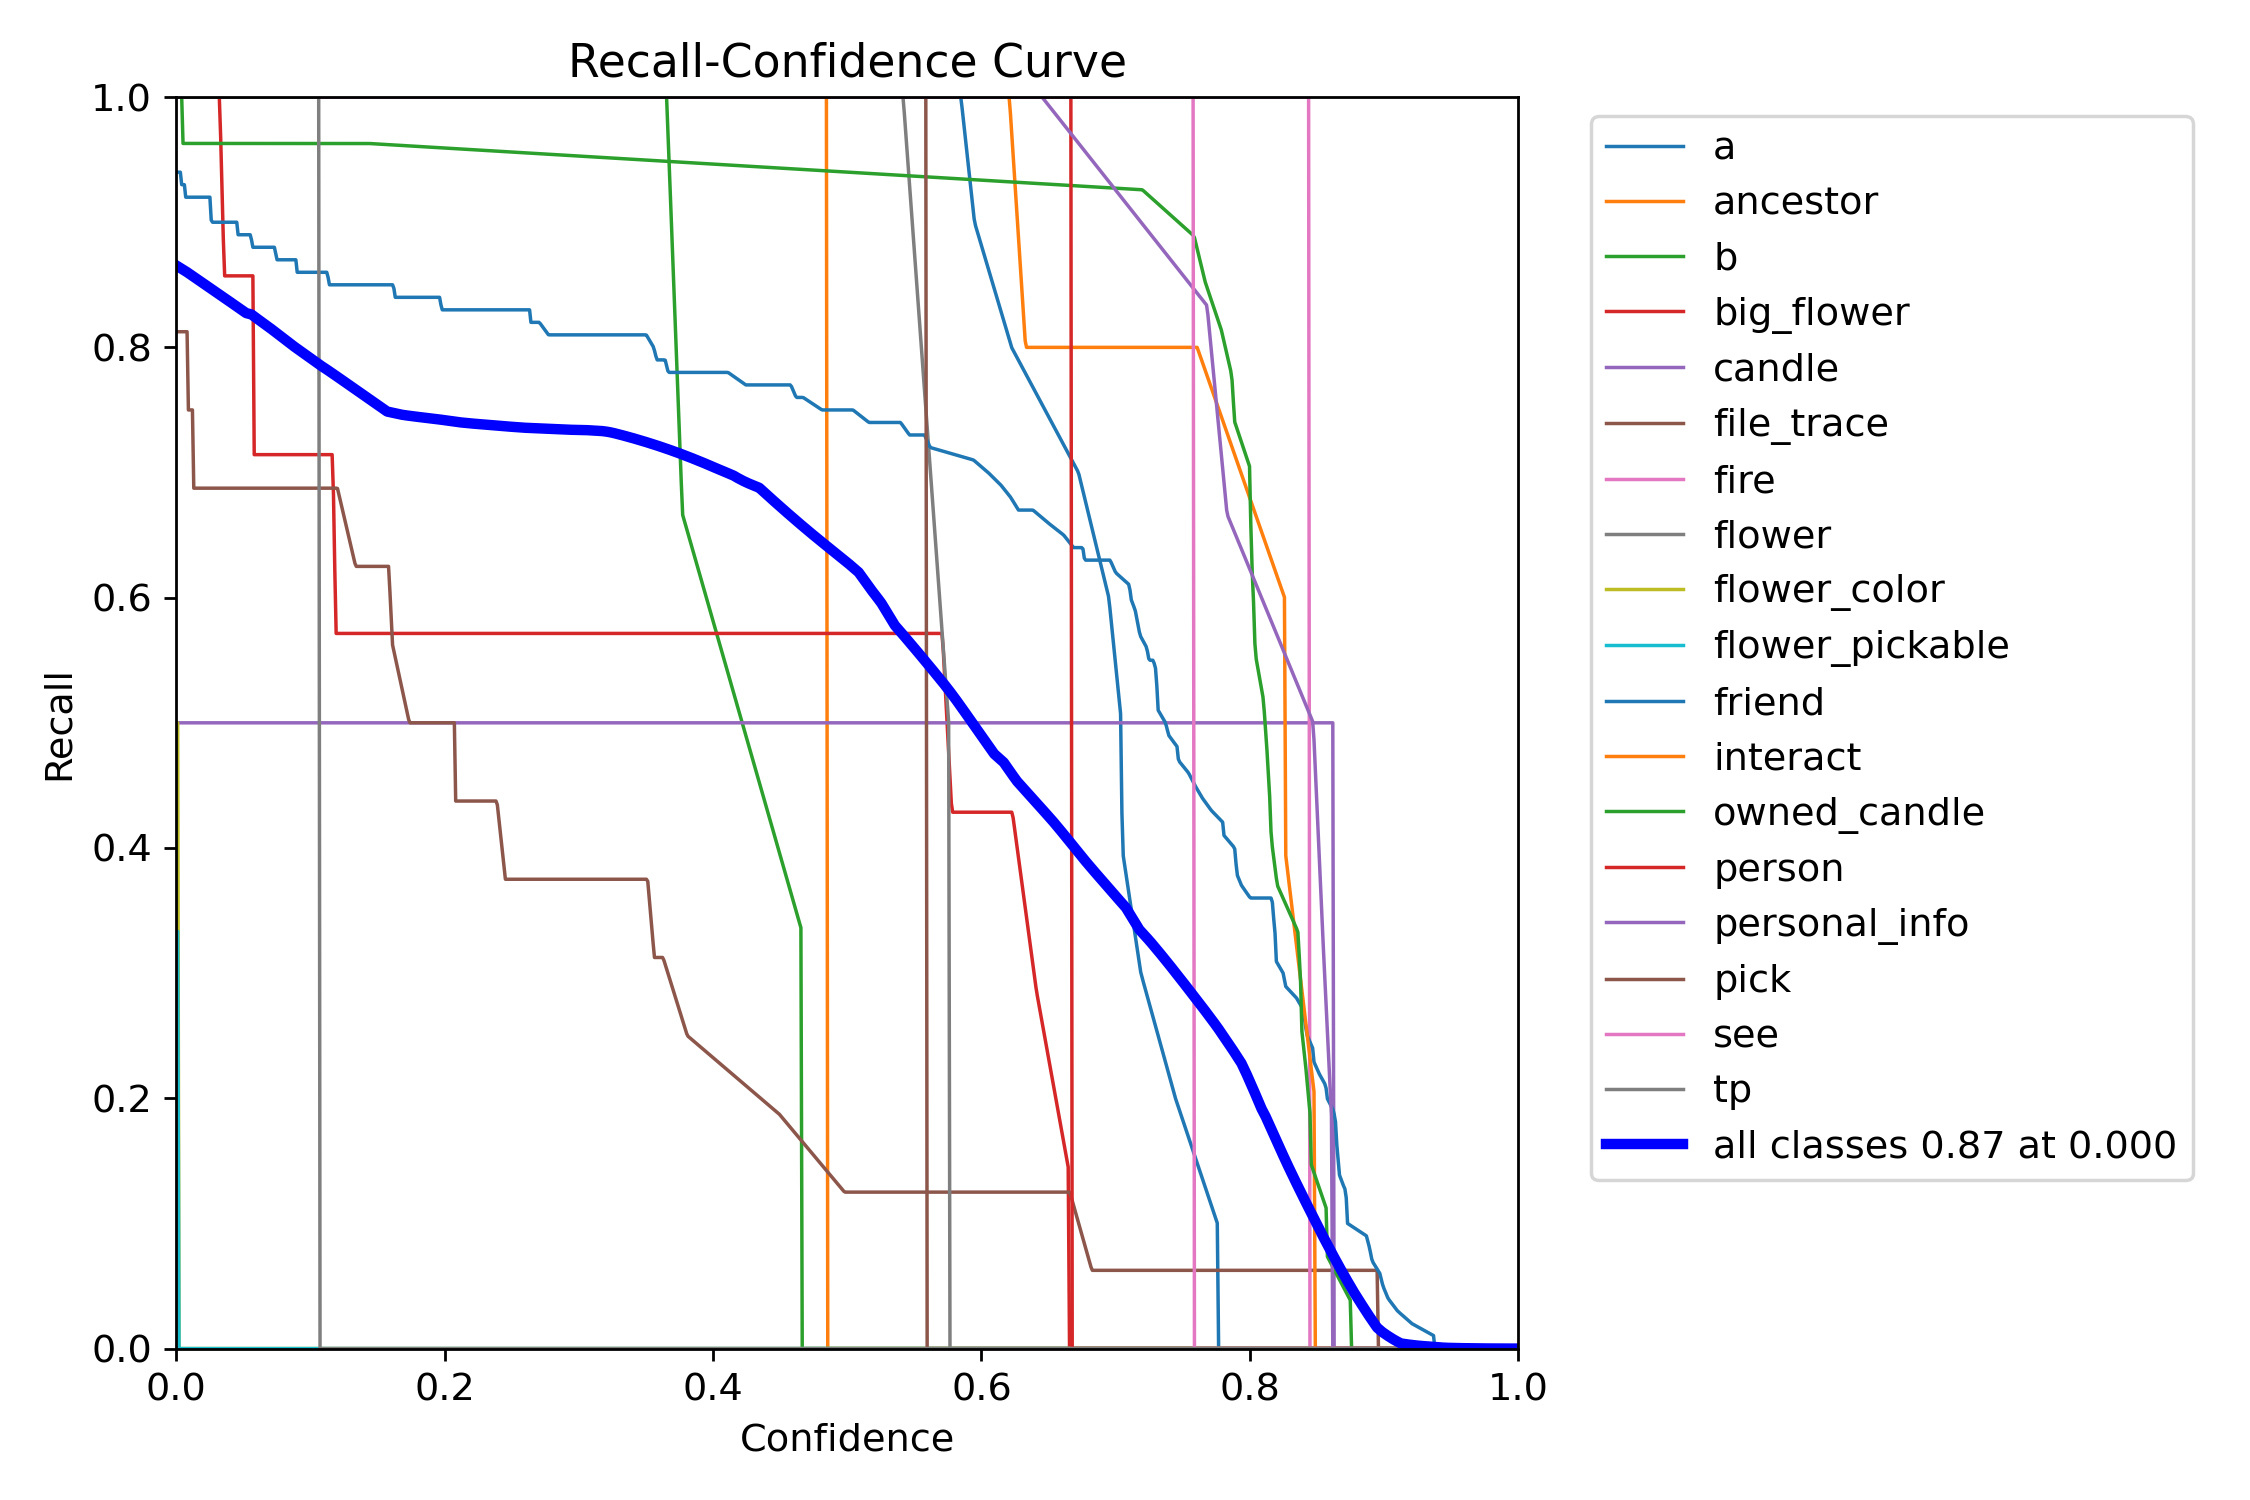 Recall-Confidence Curve
1.0
0.8
0.6
0.4
0.2
0.0
Recall
0.0 0.2 0.4 0.6 0.8 1.0
Confidence
a
ancestor
b
big_flower
candle
file_trace
fire
flower
flower_color
flower_pickable
friend
interact
owned_candle
person
personal_info
pick
see
tp
all classes 0.87 at 0.000